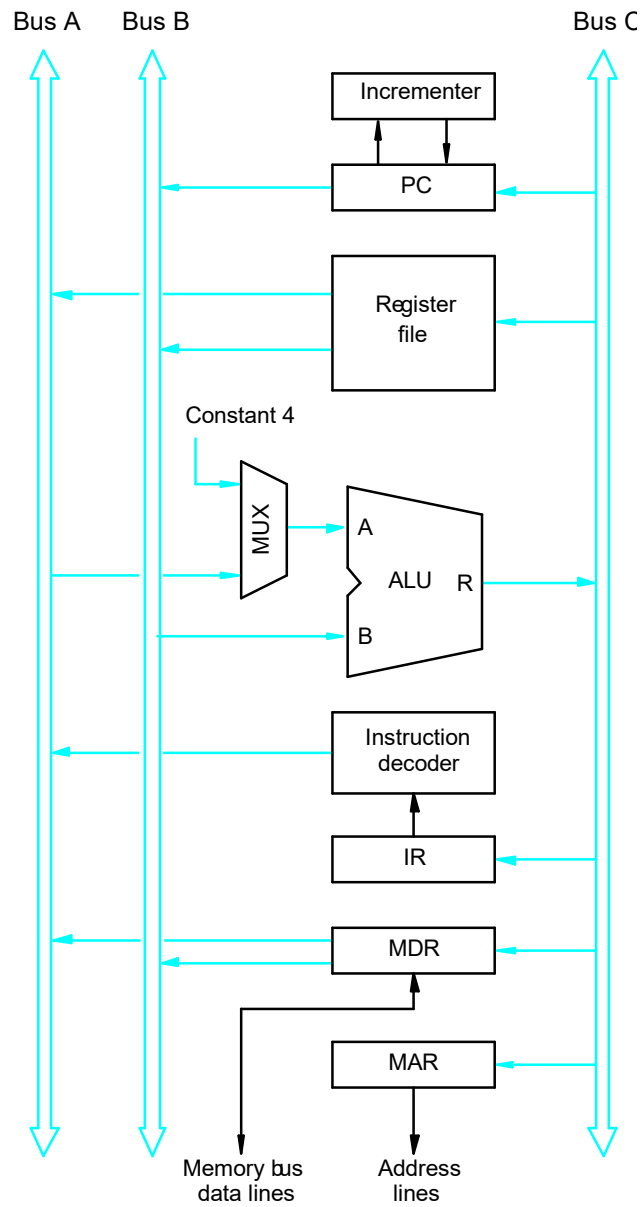 Bus A
Bus B
Bus C
Incrementer
PC
Register
file
Constant 4
MUX
A
ALU
R
B
Instruction
decoder
IR
MDR
MAR
Memory bus
data lines
Address
lines